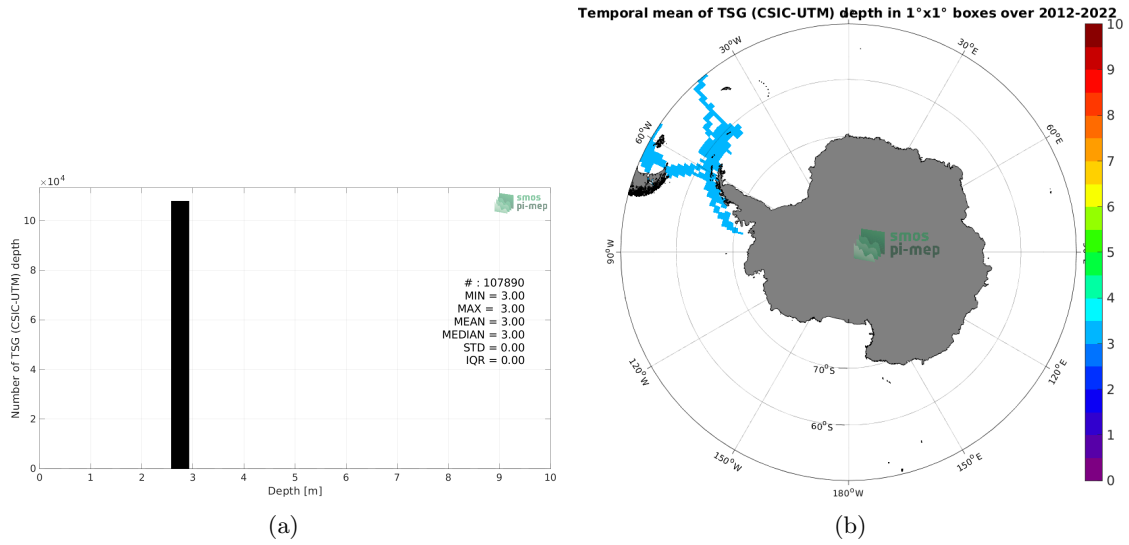 Temporal mean of TSG (CSIC-UTM) depth in 1°x1° boxes over 2012-2022
×10⁴
10
8
6
4
2
0
Number of TSG (CSIC-UTM) depth
smos
pi-mep
# : 107890
MIN = 3.00
MAX = 3.00
MEAN = 3.00
MEDIAN = 3.00
STD = 0.00
IQR = 0.00
0 1 2 3 4 5 6 7 8 9 10
Depth [m]
(a)
0°
30°W
30°E
60°W
60°E
90°W
smos
pi-mep
120°W
120°E
70°S
60°S
150°W
150°E
180°W
10
9
8
7
6
5
4
3
2
1
0
(b)